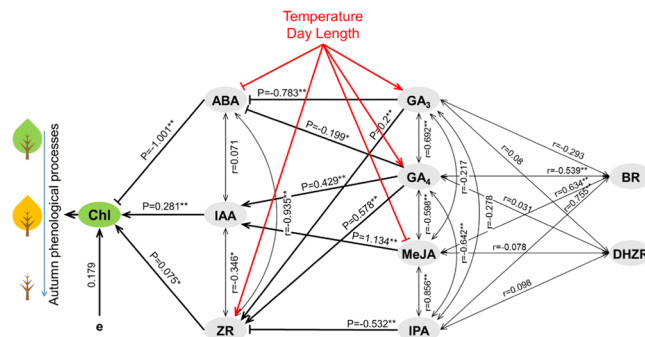 Temperature
Day Length
ABA
P=-0.783**
GA3
P=-0.199*
P=0.2**
r=0.692**
r=-0.217
r=-0.278
r=-0.293
r=0.08
P=-1.001**
r=0.071
r=-0.935**
P=0.429**
GA4
r=-0.539**
BR
r=0.634**
r=0.755**
r=0.031
Autumn phenological processes
Chl
P=0.281**
IAA
P=0.578**
r=-0.598**
r=-0.642**
P=1.134**
MeJA
r=-0.078
DHZR
P=0.075*
r=-0.346*
r=0.856**
r=0.098
0.179
e
ZR
P=-0.532**
IPA